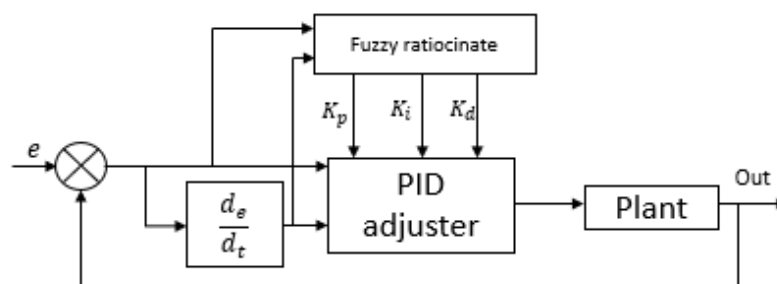 Fuzzy ratiocinate
K_p
K_i
K_d
e
PID
adjuster
d_e
d_t
Plant
Out